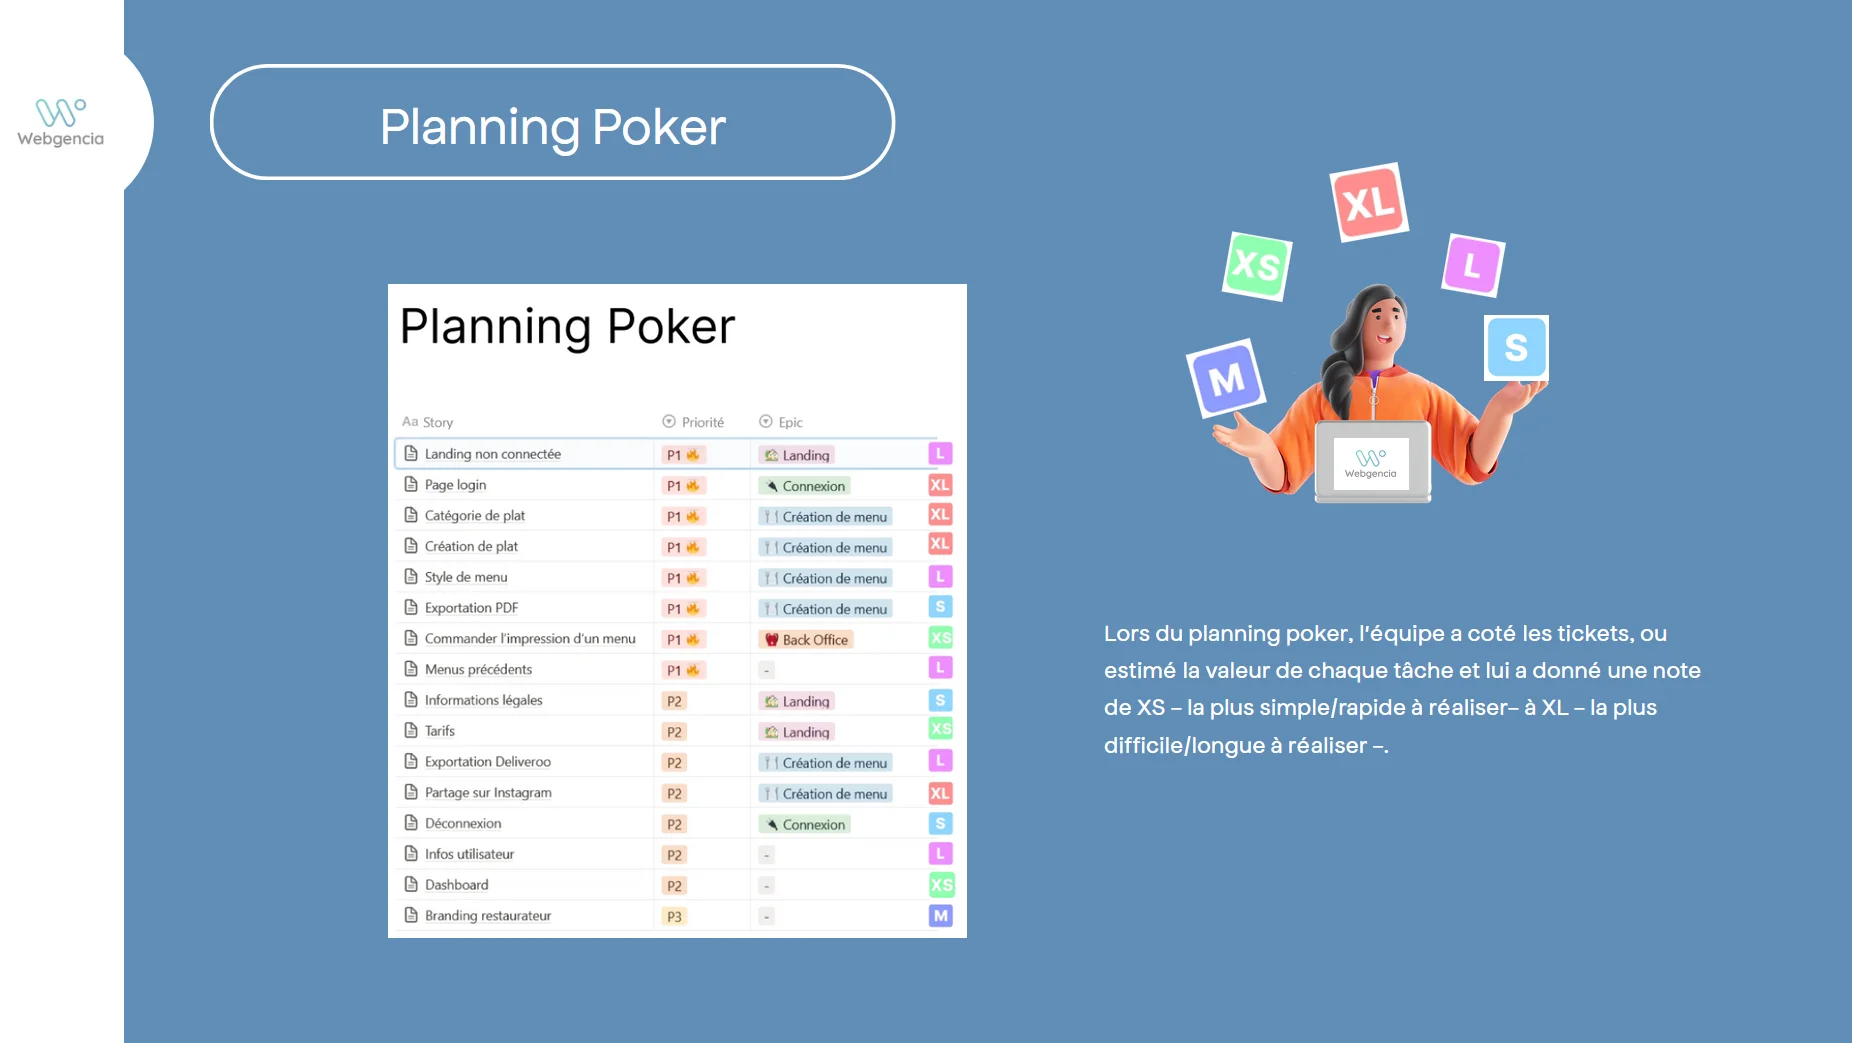 Webgencia
Planning Poker
XL
XS
L
S
M
Webgencia
Planning Poker
Aa Story Priorité Epic
Landing non connectée P1 Landing L
Page login P1 Connexion XL
Catégorie de plat P1 Création de menu XL
Création de plat P1 Création de menu XL
Style de menu P1 Création de menu L
Exportation PDF P1 Création de menu S
Commander l'impression d'un menu P1 Back Office XS
Menus précédents P1 - L
Informations légales P2 Landing S
Tarifs P2 Landing XS
Exportation Deliveroo P2 Création de menu L
Partage sur Instagram P2 Création de menu XL
Déconnexion P2 Connexion S
Infos utilisateur P2 - L
Dashboard P2 - XS
Branding restaurateur P3 - M
Lors du planning poker, l'équipe a coté les tickets, ou
estimé la valeur de chaque tâche et lui a donné une note
de XS – la plus simple/rapide à réaliser– à XL – la plus
difficile/longue à réaliser –.